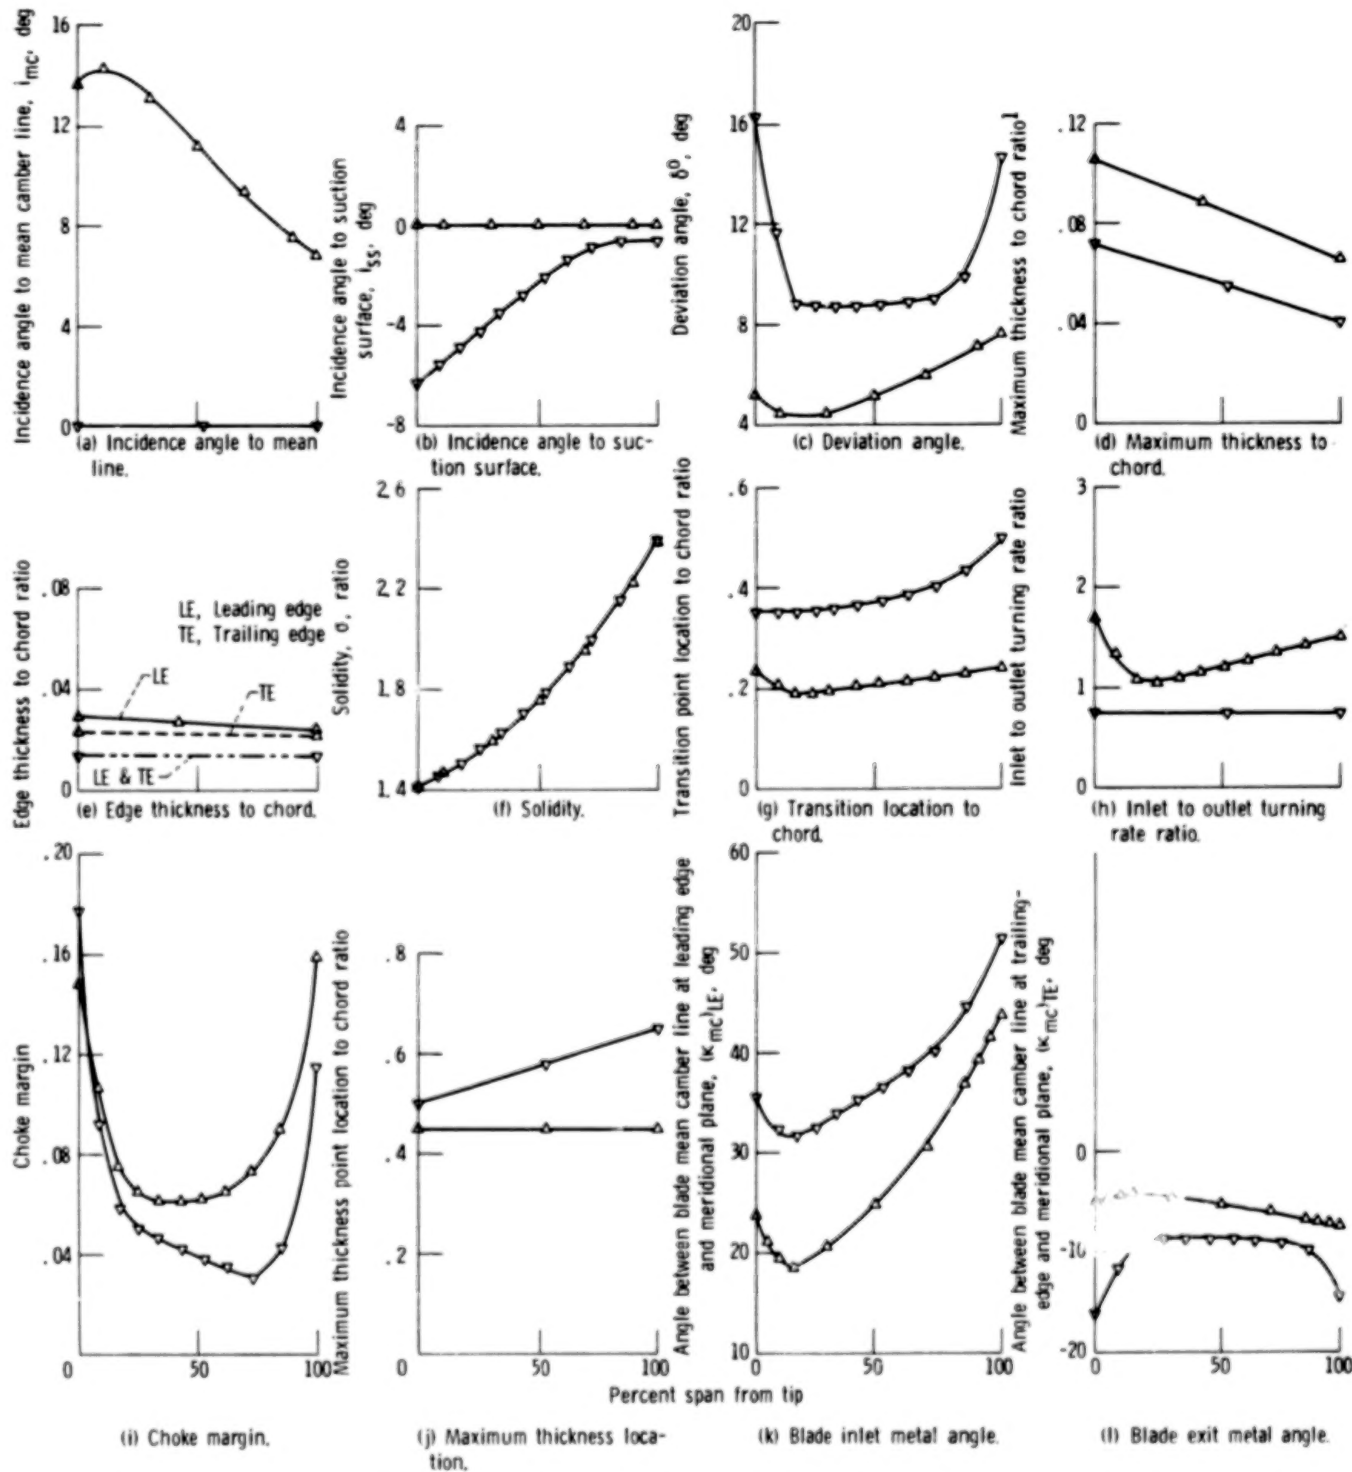 Incidence angle to mean camber line, i_mc, deg
16
12
8
4
0
(a) Incidence angle to mean
line.
Incidence angle to suction
surface, i_ss, deg
4
0
-4
-8
(b) Incidence angle to suc-
tion surface.
Deviation angle, δ°, deg
20
16
12
8
4
(c) Deviation angle.
Maximum thickness to chord ratio
.12
.08
.04
0
(d) Maximum thickness to
chord.
Edge thickness to chord ratio
.08
.04
0
LE, Leading edge
TE, Trailing edge
LE
TE
LE & TE
(e) Edge thickness to chord.
Solidity, σ, ratio
2.6
2.2
1.8
1.4
(f) Solidity.
Transition point location to chord ratio
.6
.4
.2
0
(g) Transition location to
chord.
Inlet to outlet turning rate ratio
3
2
1
0
(h) Inlet to outlet turning
rate ratio.
Choke margin
.20
.16
.12
.08
.04
0
50
100
(i) Choke margin.
Maximum thickness point location to chord ratio
.8
.6
.4
.2
0
50
100
(j) Maximum thickness loca-
tion.
Angle between blade mean camber line at leading edge
and meridional plane, (κ_mc)_LE, deg
60
50
40
30
20
10
0
50
100
(k) Blade inlet metal angle.
Angle between blade mean camber line at trailing-
edge and meridional plane, (κ_mc)_TE, deg
0
-10
-20
0
50
100
(l) Blade exit metal angle.
Percent span from tip